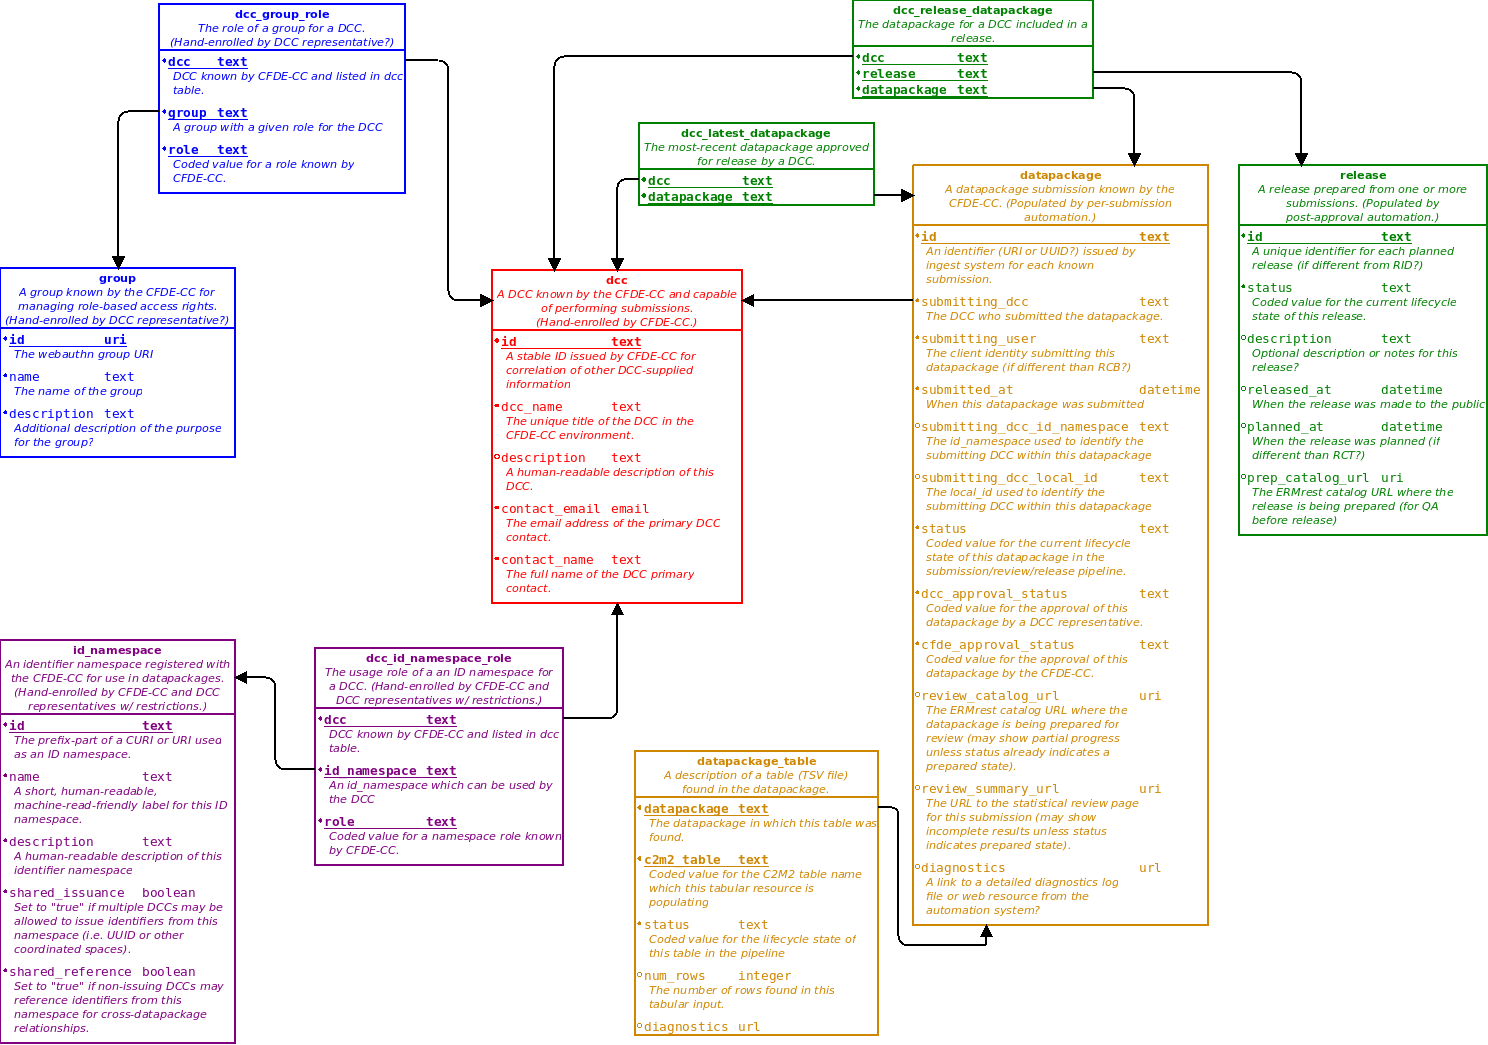 dcc_group_role
The role of a group for a DCC.
(Hand-enrolled by DCC representative?)
dcc text
DCC known by CFDE-CC and listed in dcc
table.
group text
A group with a given role for the DCC
role text
Coded value for a role known by
CFDE-CC.
dcc_release_datapackage
The datapackage for a DCC included in a
release.
dcc text
release text
datapackage text
dcc_latest_datapackage
The most-recent datapackage approved
for release by a DCC.
dcc text
datapackage text
group
A group known by the CFDE-CC for
managing role-based access rights.
(Hand-enrolled by DCC representative?)
id uri
The webauthn group URI
name text
The name of the group
description text
Additional description of the purpose
for the group?
dcc
A DCC known by the CFDE-CC and capable
of performing submissions.
(Hand-enrolled by CFDE-CC.)
id text
A stable ID issued by CFDE-CC for
correlation of other DCC-supplied
information
dcc_name text
The unique title of the DCC in the
CFDE-CC environment.
description text
A human-readable description of this
DCC.
contact_email email
The email address of the primary DCC
contact.
contact_name text
The full name of the DCC primary
contact.
datapackage
A datapackage submission known by the
CFDE-CC. (Populated by per-submission
automation.)
id text
An identifier (URI or UUID?) issued by
ingest system for each known
submission.
submitting_dcc text
The DCC who submitted the datapackage.
submitting_user text
The client identity submitting this
datapackage (if different than RCB?)
submitted_at datetime
When this datapackage was submitted
submitting_dcc_id_namespace text
The id_namespace used to identify the
submitting DCC within this datapackage
submitting_dcc_local_id text
The local_id used to identify the
submitting DCC within this datapackage
status text
Coded value for the current lifecycle
state of this datapackage in the
submission/review/release pipeline.
dcc_approval_status text
Coded value for the approval of this
datapackage by a DCC representative.
cfde_approval_status text
Coded value for the approval of this
datapackage by the CFDE-CC.
review_catalog_url uri
The ERMrest catalog URL where the
datapackage is being prepared for
review (may show partial progress
unless status already indicates a
prepared state).
review_summary_url uri
The URL to the statistical review page
for this submission (may show
incomplete results unless status
indicates prepared state).
diagnostics url
A link to a detailed diagnostics log
file or web resource from the
automation system?
release
A release prepared from one or more
submissions. (Populated by
post-approval automation.)
id text
A unique identifier for each planned
release (if different from RID?)
status text
Coded value for the current lifecycle
state of this release.
description text
Optional description or notes for this
release?
released_at datetime
When the release was made to the public
planned_at datetime
When the release was planned (if
different than RCT?)
prep_catalog_url uri
The ERMrest catalog URL where the
release is being prepared (for QA
before release)
id_namespace
An identifier namespace registered with
the CFDE-CC for use in datapackages.
(Hand-enrolled by CFDE-CC and DCC
representatives w/ restrictions.)
id text
The prefix-part of a CURI or URI used
as an ID namespace.
name text
A short, human-readable,
machine-read-friendly label for this ID
namespace.
description text
A human-readable description of this
identifier namespace
shared_issuance boolean
Set to "true" if multiple DCCs may be
allowed to issue identifiers from this
namespace (i.e. UUID or other
coordinated spaces).
shared_reference boolean
Set to "true" if non-issuing DCCs may
reference identifiers from this
namespace for cross-datapackage
relationships.
dcc_id_namespace_role
The usage role of a an ID namespace for
a DCC. (Hand-enrolled by CFDE-CC and
DCC representatives w/ restrictions.)
dcc text
DCC known by CFDE-CC and listed in dcc
table.
id_namespace text
An id_namespace which can be used by
the DCC
role text
Coded value for a namespace role known
by CFDE-CC.
datapackage_table
A description of a table (TSV file)
found in the datapackage.
datapackage text
The datapackage in which this table was
found.
c2m2_table text
Coded value for the C2M2 table name
which this tabular resource is
populating
status text
Coded value for the lifecycle state of
this table in the pipeline
num_rows integer
The number of rows found in this
tabular input.
diagnostics url